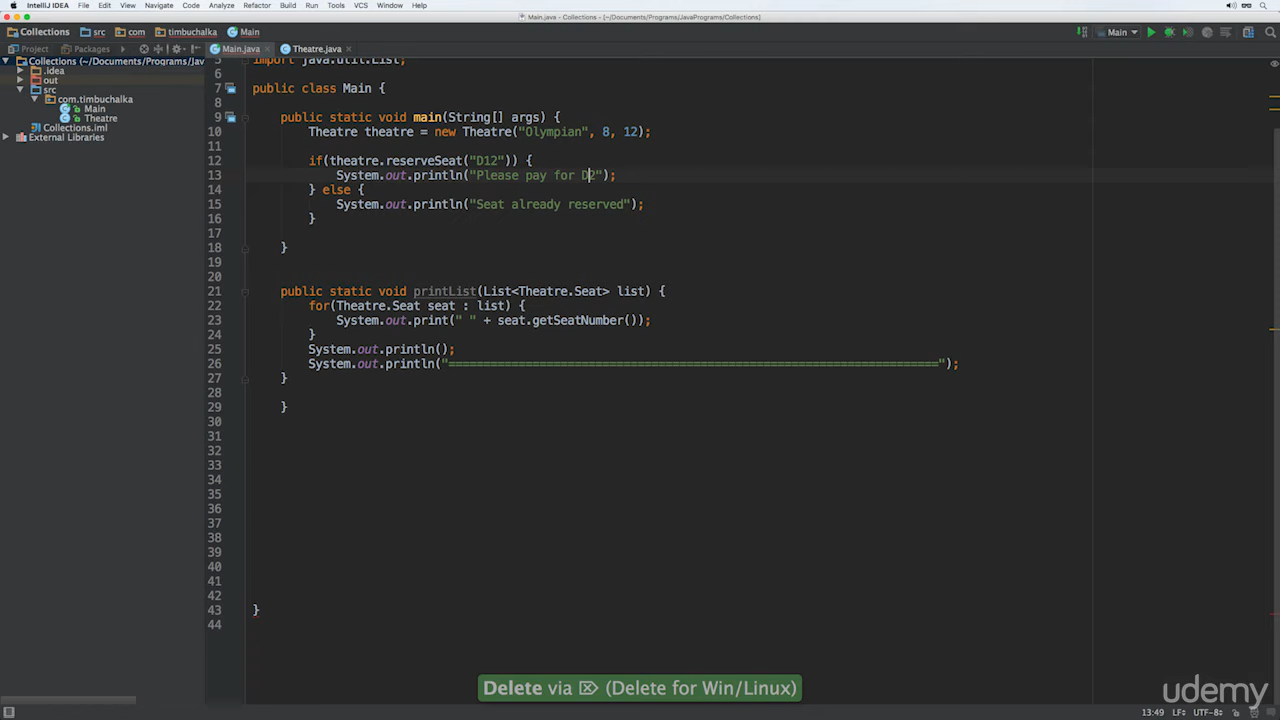 IntelliJ IDEA File Edit View Navigate Code Analyze Refactor Build Run Tools VCS Window Help
Main.java - Collections - [~/Documents/Programs/JavaPrograms/Collections]
Collections src com timbuchalka Main Main
Project Packages Main.java Theatre.java
Collections (~/Documents/Programs/Jav
.idea
out
src
com.timbuchalka
Main
Theatre
Collections.iml
External Libraries
5 import java.util.List;
6
7 public class Main {
8
9 public static void main(String[] args) {
10 Theatre theatre = new Theatre("Olympian", 8, 12);
11
12 if(theatre.reserveSeat("D12")) {
13 System.out.println("Please pay for D2");
14 } else {
15 System.out.println("Seat already reserved");
16 }
17
18 }
19
20
21 public static void printList(List<Theatre.Seat> list) {
22 for(Theatre.Seat seat : list) {
23 System.out.print(" " + seat.getSeatNumber());
24 }
25 System.out.println();
26 System.out.println("======================================================================");
27 }
28
29 }
30
31
32
33
34
35
36
37
38
39
40
41
42
43 }
44
Delete via ⌦ (Delete for Win/Linux)
udemy
13:49 LF÷ UTF-8÷